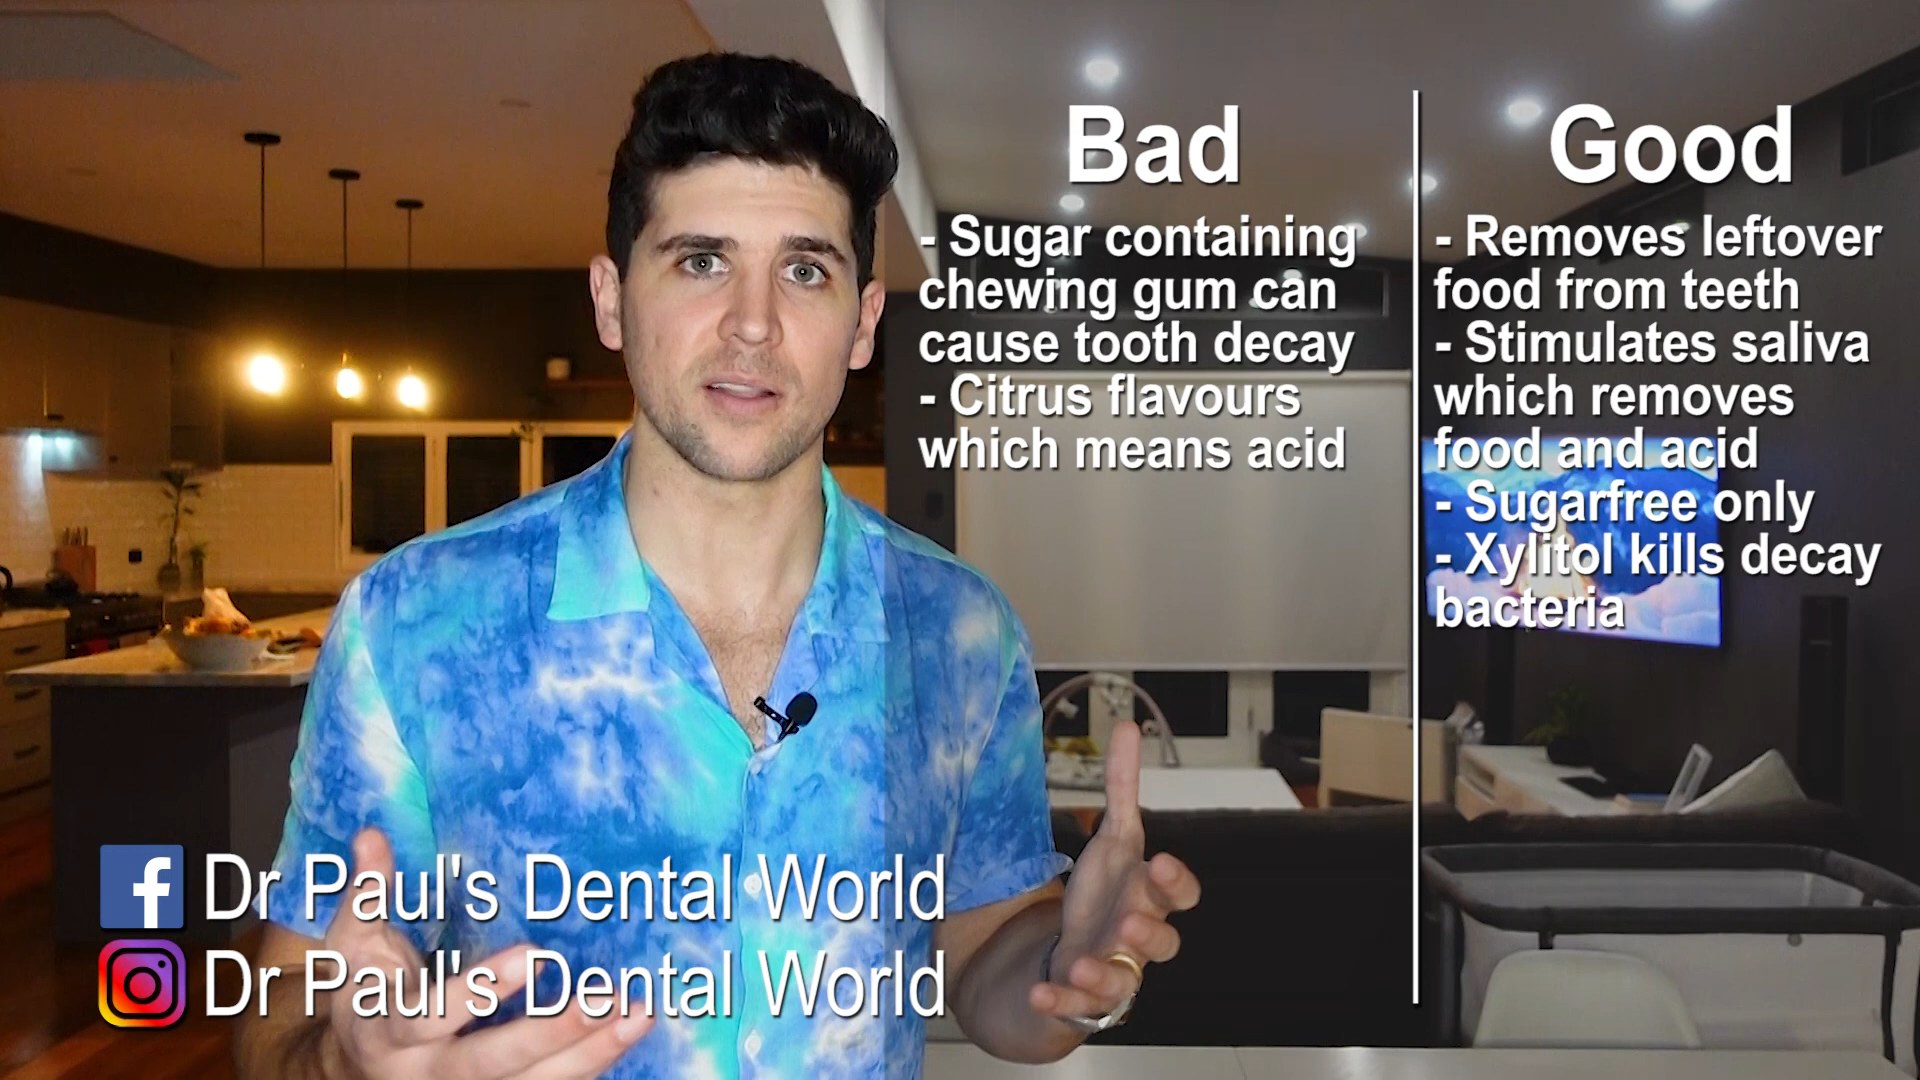 Bad
- Sugar containing
chewing gum can
cause tooth decay
- Citrus flavours
which means acid
Good
- Removes leftover
food from teeth
- Stimulates saliva
which removes
food and acid
- Sugarfree only
- Xylitol kills decay
bacteria
Dr Paul's Dental World
Dr Paul's Dental World